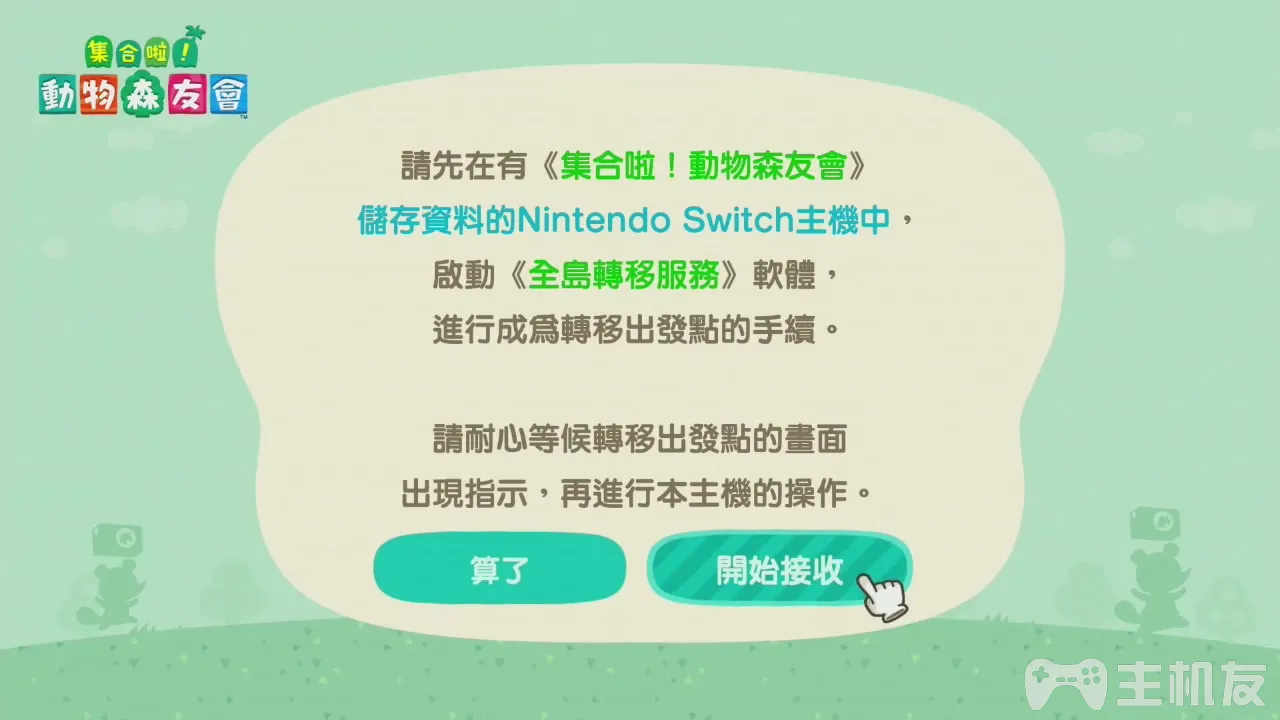 集合啦！
動物森友會
TM
請先在有《集合啦！動物森友會》
儲存資料的Nintendo Switch主機中，
啟動《全島轉移服務》軟體，
進行成為轉移出發點的手續。
請耐心等候轉移出發點的畫面
出現指示，再進行本主機的操作。
算了
開始接收
主机友